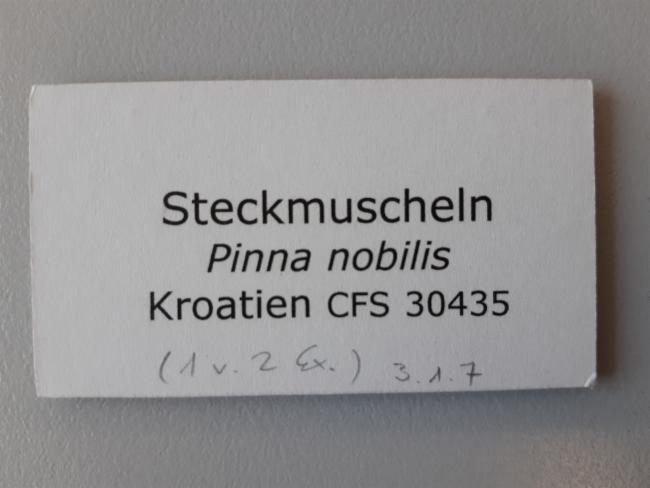 Steckmuscheln
Pinna nobilis
Kroatien CFS 30435
(1 v. 2 Ex.) 3.1.7